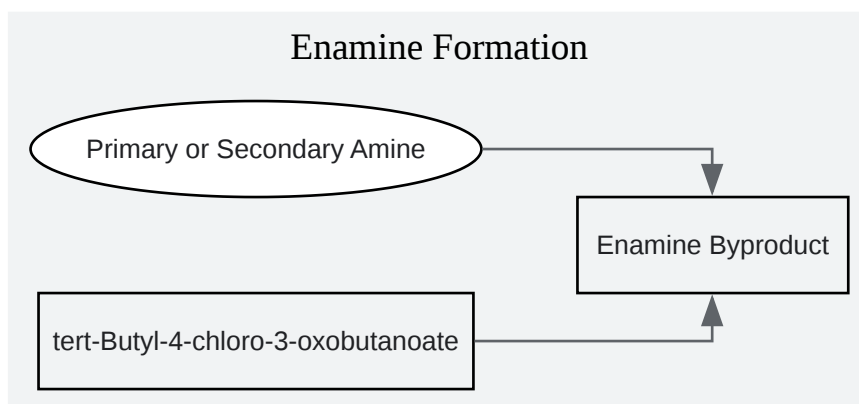 Enamine Formation
Primary or Secondary Amine
Enamine Byproduct
tert-Butyl-4-chloro-3-oxobutanoate